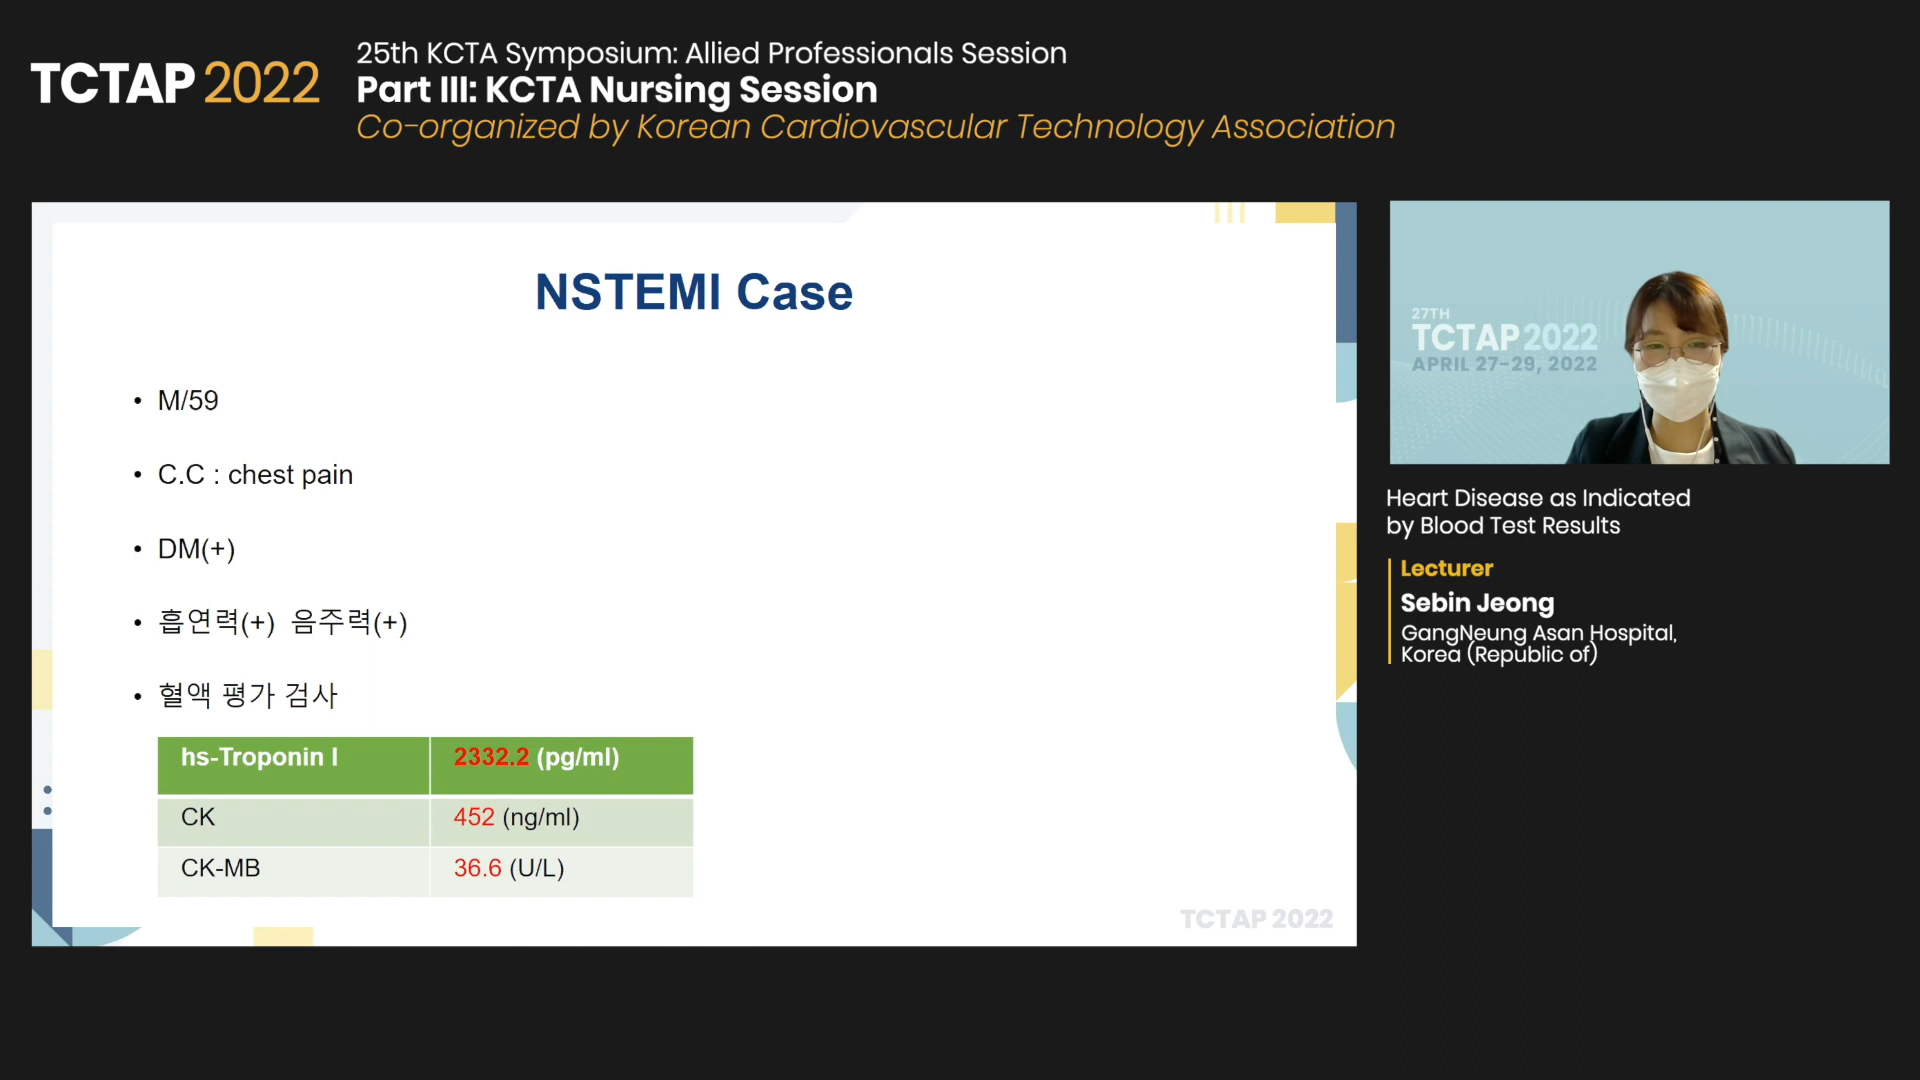 TCTAP 2022
25th KCTA Symposium: Allied Professionals Session
Part III: KCTA Nursing Session
Co-organized by Korean Cardiovascular Technology Association
NSTEMI Case
• M/59
• C.C : chest pain
• DM(+)
• 흡연력(+) 음주력(+)
• 혈액 평가 검사
hs-Troponin I 2332.2 (pg/ml)
CK 452 (ng/ml)
CK-MB 36.6 (U/L)
TCTAP 2022
27TH
TCTAP 2022
APRIL 27-29, 2022
Heart Disease as Indicated
by Blood Test Results
Lecturer
Sebin Jeong
GangNeung Asan Hospital,
Korea (Republic of)